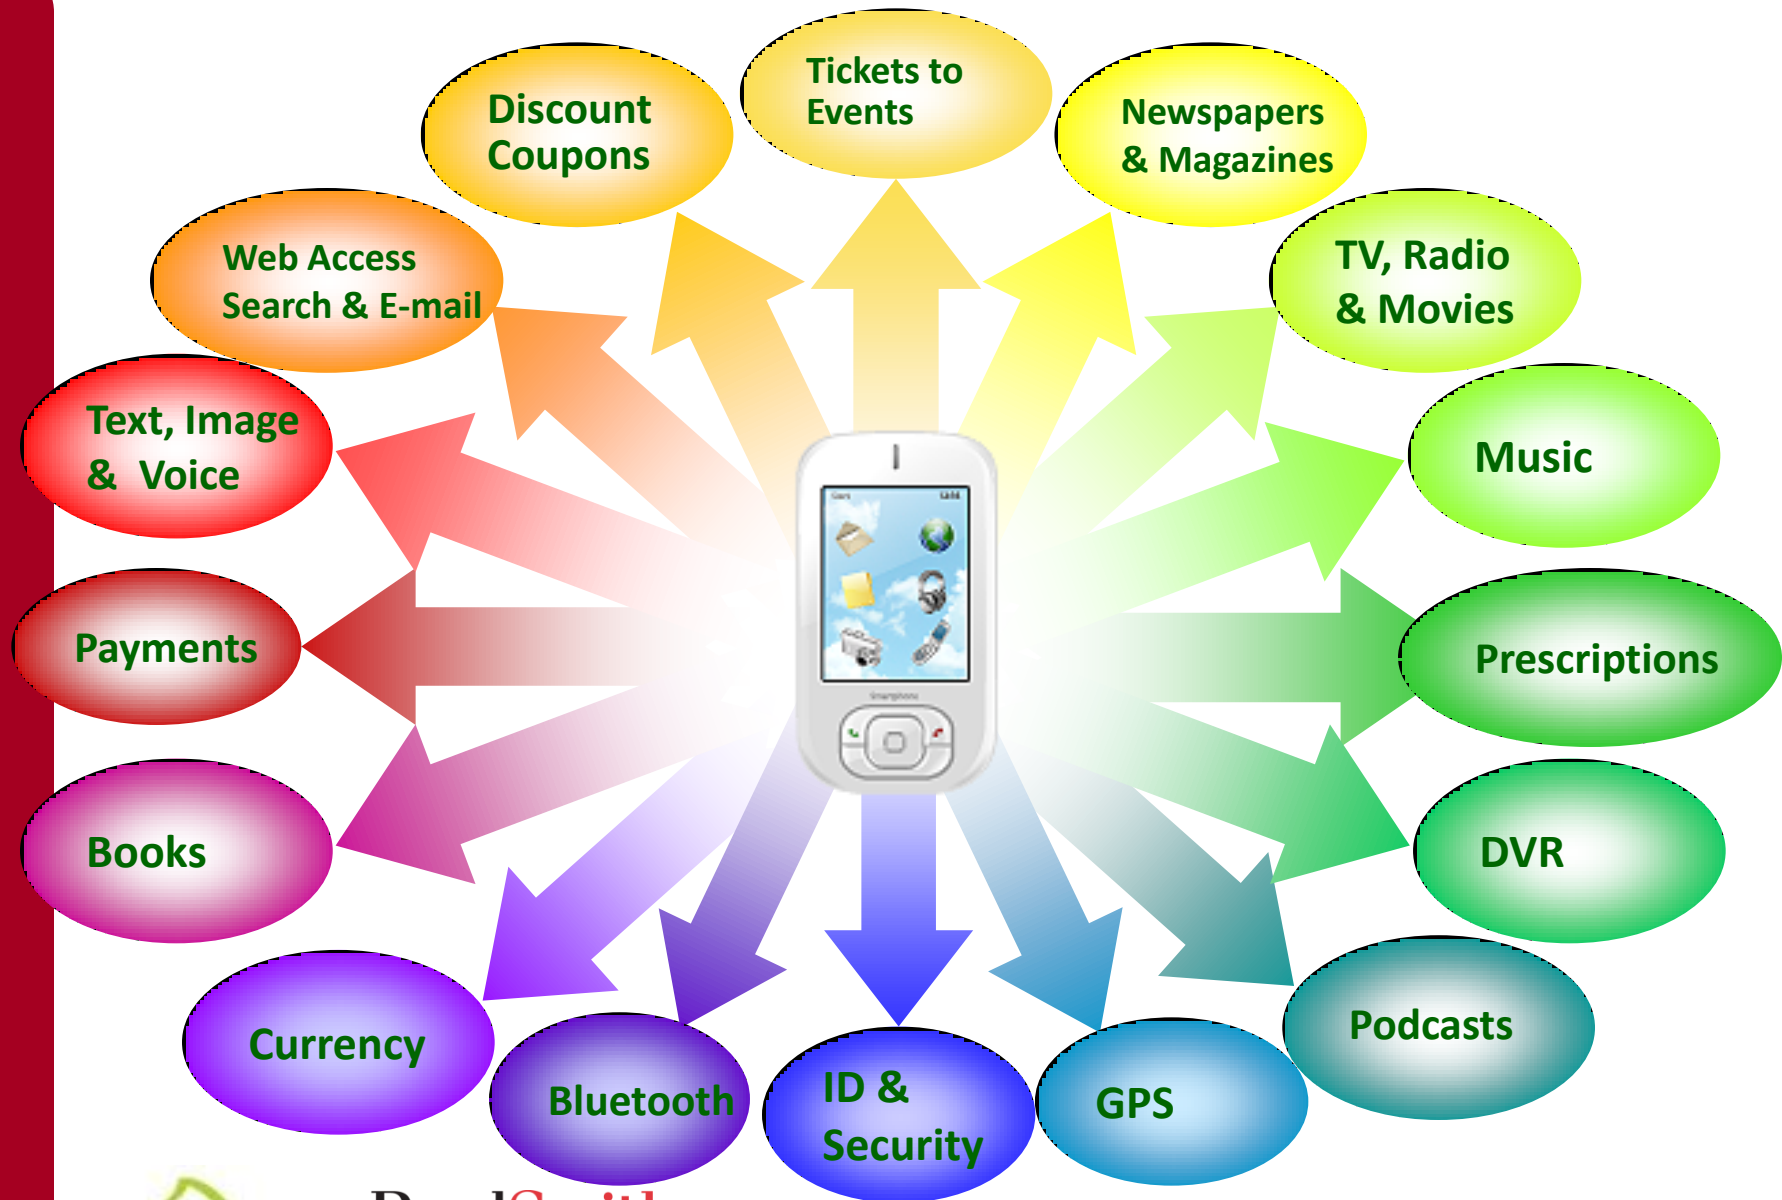 Tickets to
Events
Discount
Coupons
Newspapers
& Magazines
Web Access
Search & E-mail
TV, Radio
& Movies
Text, Image
& Voice
Music
Payments
Prescriptions
Books
DVR
Currency
Podcasts
Bluetooth
ID &
Security
GPS
Smartphone